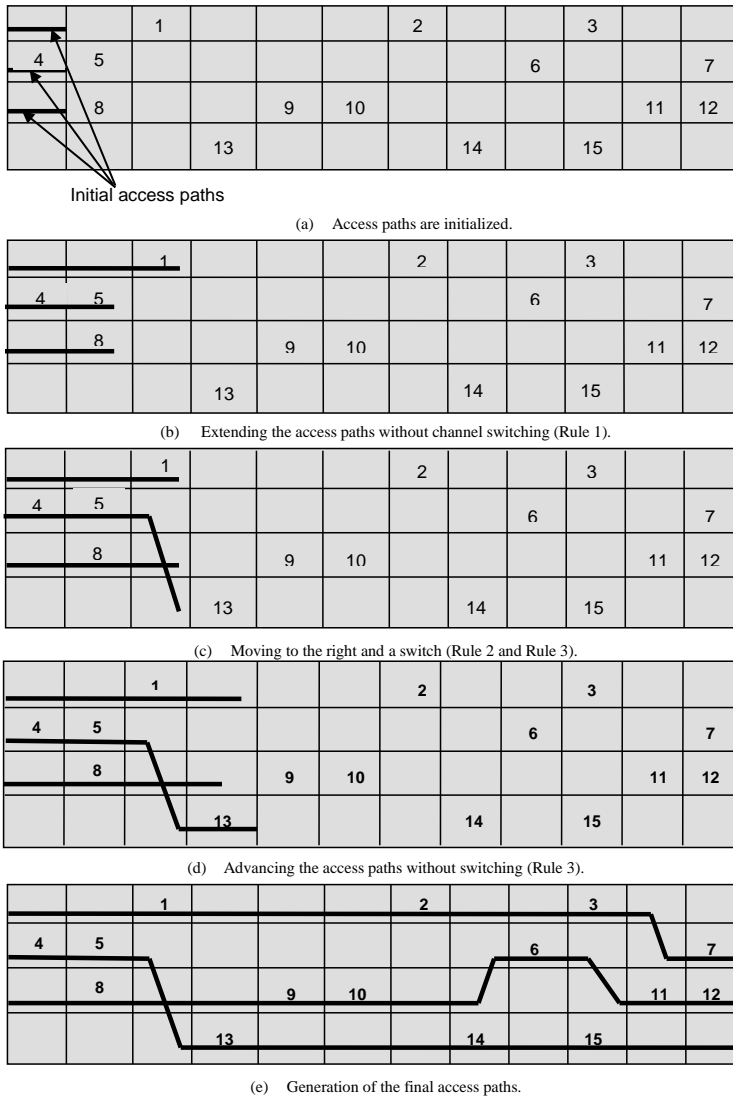 1 2 3
4 5 6 7
8 9 10 11 12
13 14 15
Initial access paths
(a) Access paths are initialized.
1 2 3
4 5 6 7
8 9 10 11 12
13 14 15
(b) Extending the access paths without channel switching (Rule 1).
1 2 3
4 5 6 7
8 9 10 11 12
13 14 15
(c) Moving to the right and a switch (Rule 2 and Rule 3).
1 2 3
4 5 6 7
8 9 10 11 12
13 14 15
(d) Advancing the access paths without switching (Rule 3).
1 2 3
4 5 6 7
8 9 10 11 12
13 14 15
(e) Generation of the final access paths.